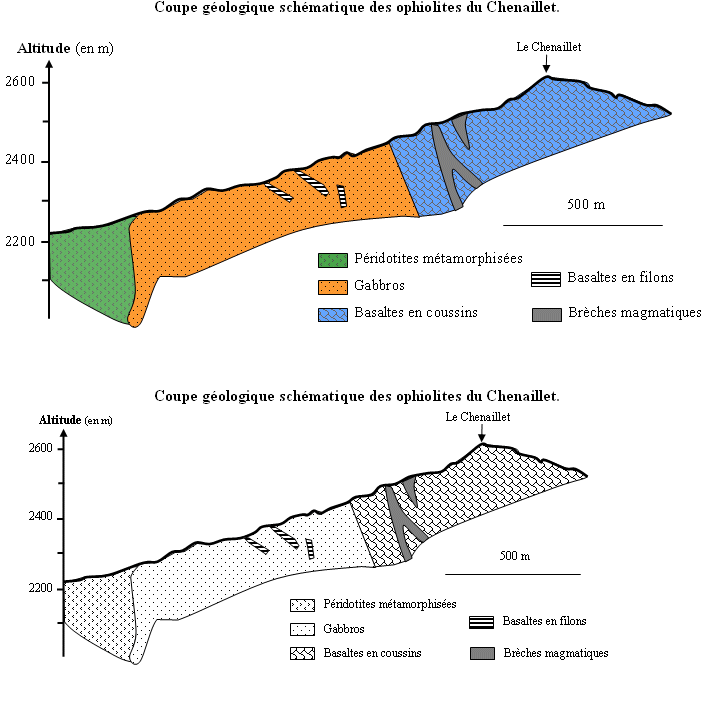 Coupe géologique schématique des ophiolites du Chenaillet.
Altitude (en m)
Le Chenaillet
2600
2400
2200
500 m
Péridotites métamorphisées
Gabbros
Basaltes en coussins
Basaltes en filons
Brèches magmatiques
Coupe géologique schématique des ophiolites du Chenaillet.
Altitude (en m)
Le Chenaillet
2600
2400
2200
500 m
Péridotites métamorphisées
Gabbros
Basaltes en coussins
Basaltes en filons
Brèches magmatiques